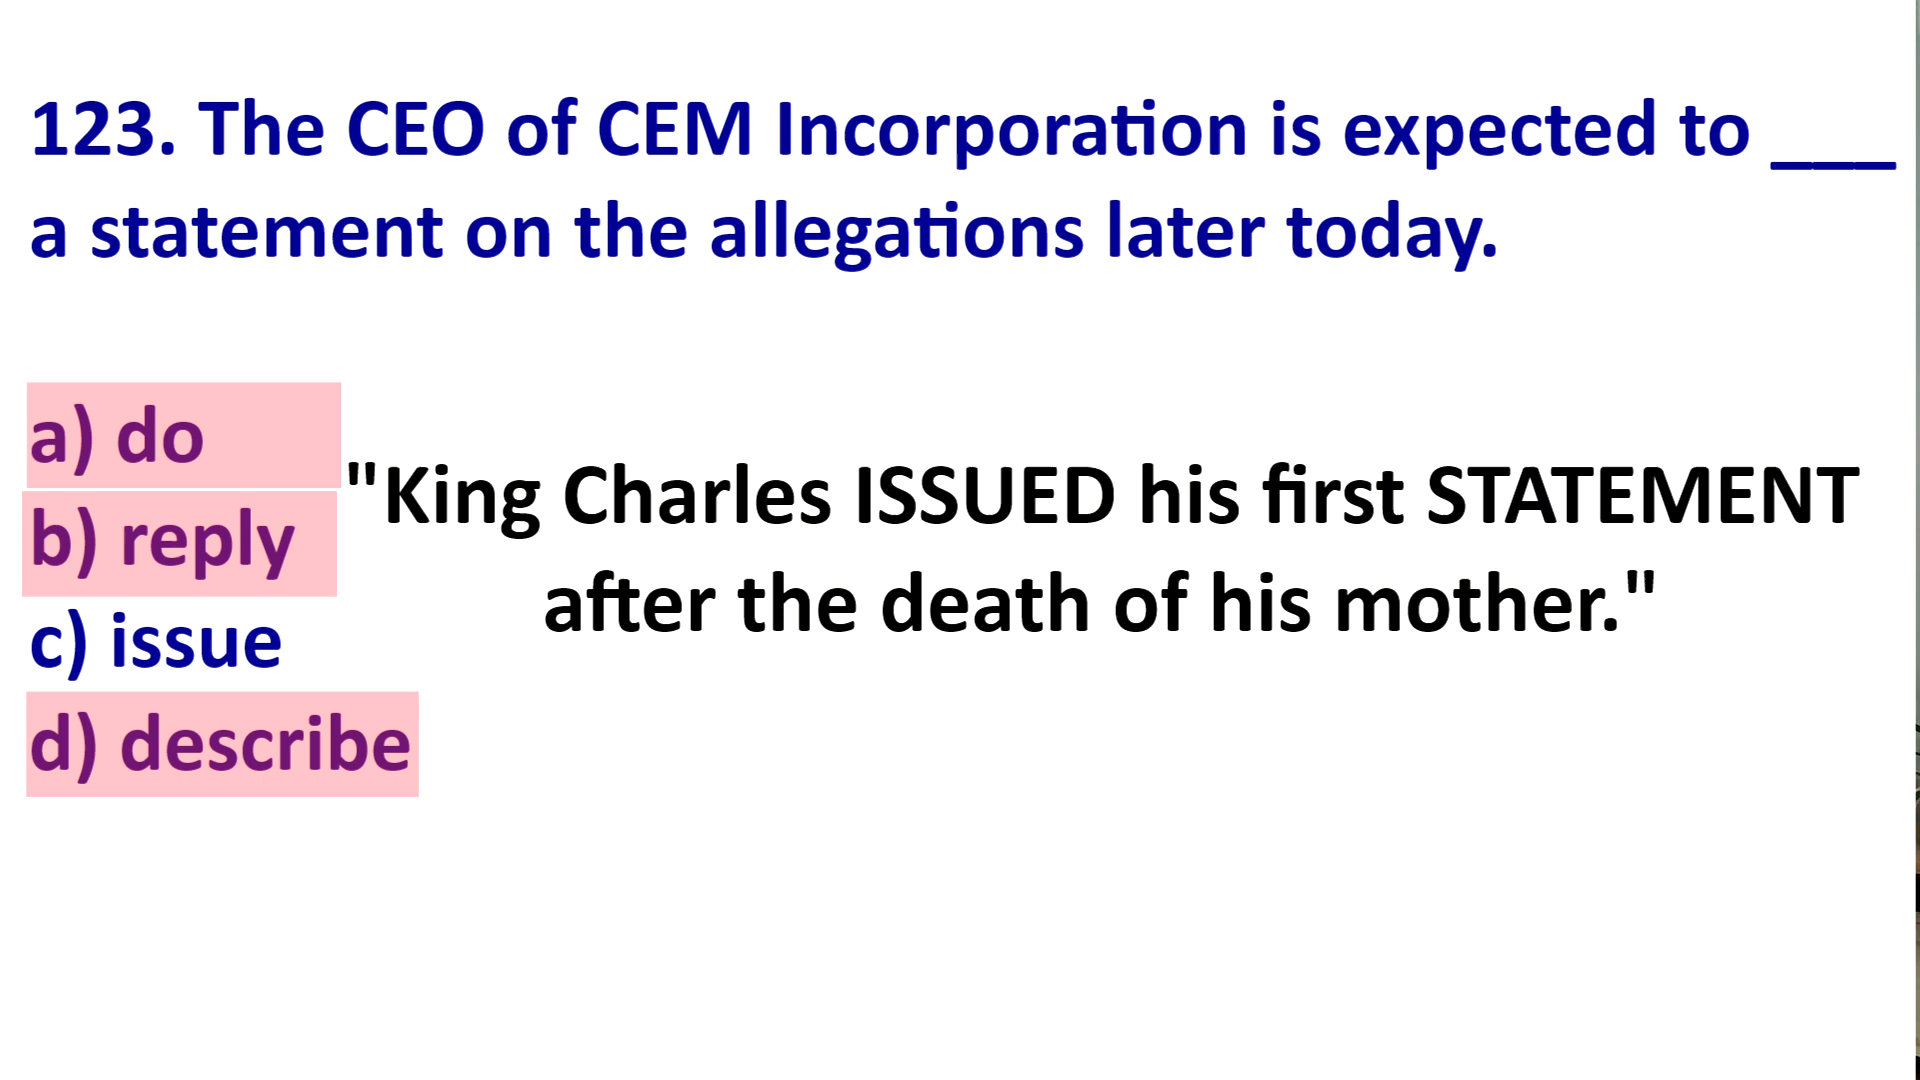 123. The CEO of CEM Incorporation is expected to ___
a statement on the allegations later today.
a) do
b) reply
c) issue
d) describe
"King Charles ISSUED his first STATEMENT
after the death of his mother."